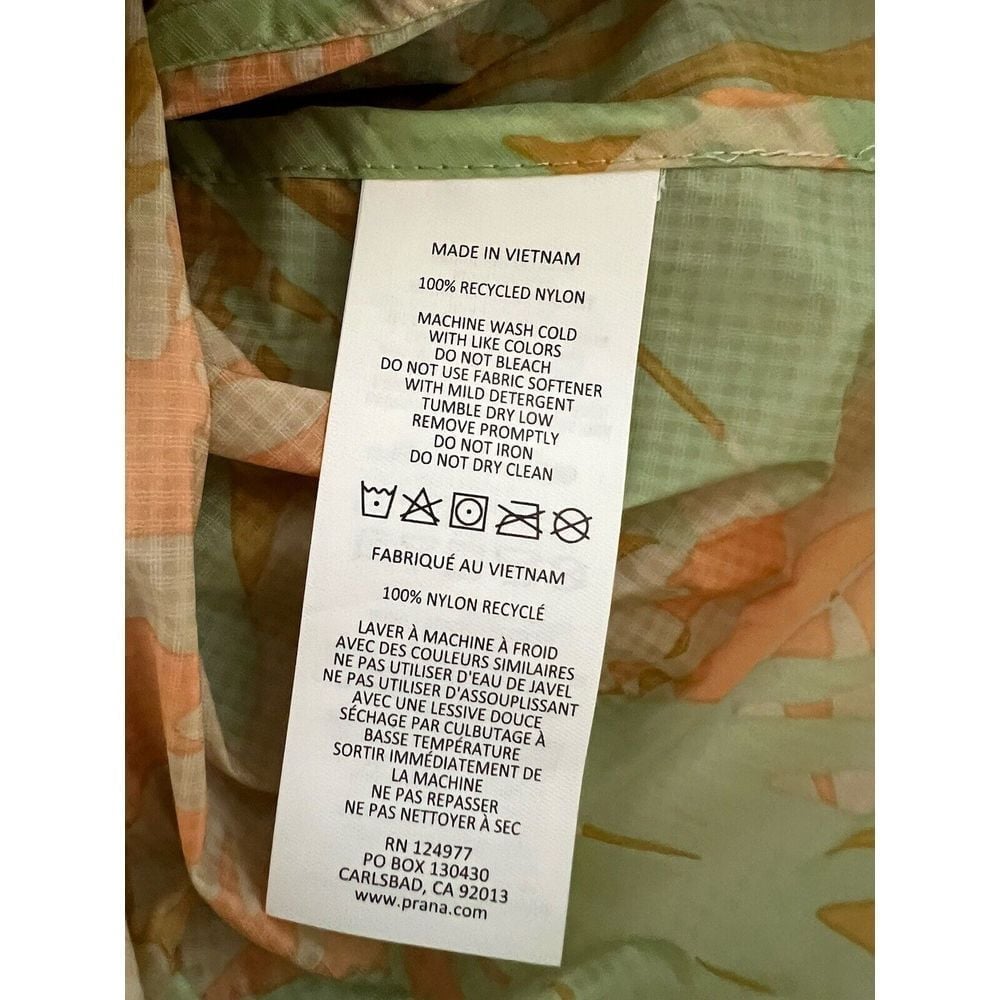 MADE IN VIETNAM
100% RECYCLED NYLON
MACHINE WASH COLD
WITH LIKE COLORS
DO NOT BLEACH
DO NOT USE FABRIC SOFTENER
WITH MILD DETERGENT
TUMBLE DRY LOW
REMOVE PROMPTLY
DO NOT IRON
DO NOT DRY CLEAN
FABRIQUÉ AU VIETNAM
100% NYLON RECYCLÉ
LAVER À MACHINE À FROID
AVEC DES COULEURS SIMILAIRES
NE PAS UTILISER D'EAU DE JAVEL
NE PAS UTILISER D'ASSOUPLISSANT
AVEC UNE LESSIVE DOUCE
SÉCHAGE PAR CULBUTAGE À
BASSE TEMPÉRATURE
SORTIR IMMÉDIATEMENT DE
LA MACHINE
NE PAS REPASSER
NE PAS NETTOYER À SEC
RN 124977
PO BOX 130430
CARLSBAD, CA 92013
www.prana.com